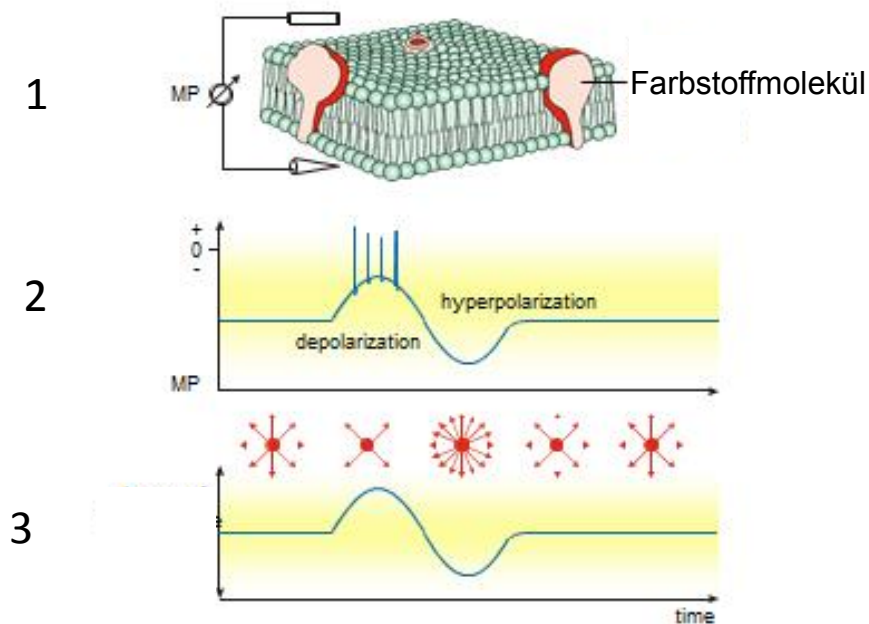 1
MP
Farbstoffmolekül
2
+
0
-
hyperpolarization
depolarization
MP
3
time